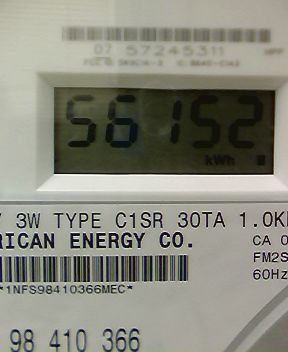 07 57245311
56152
kWh
3W TYPE C1SR 30TA 1.0K
RICAN ENERGY CO.
CA 0
FM2S
60Hz
*1NFS98410366MEC*
98 410 366